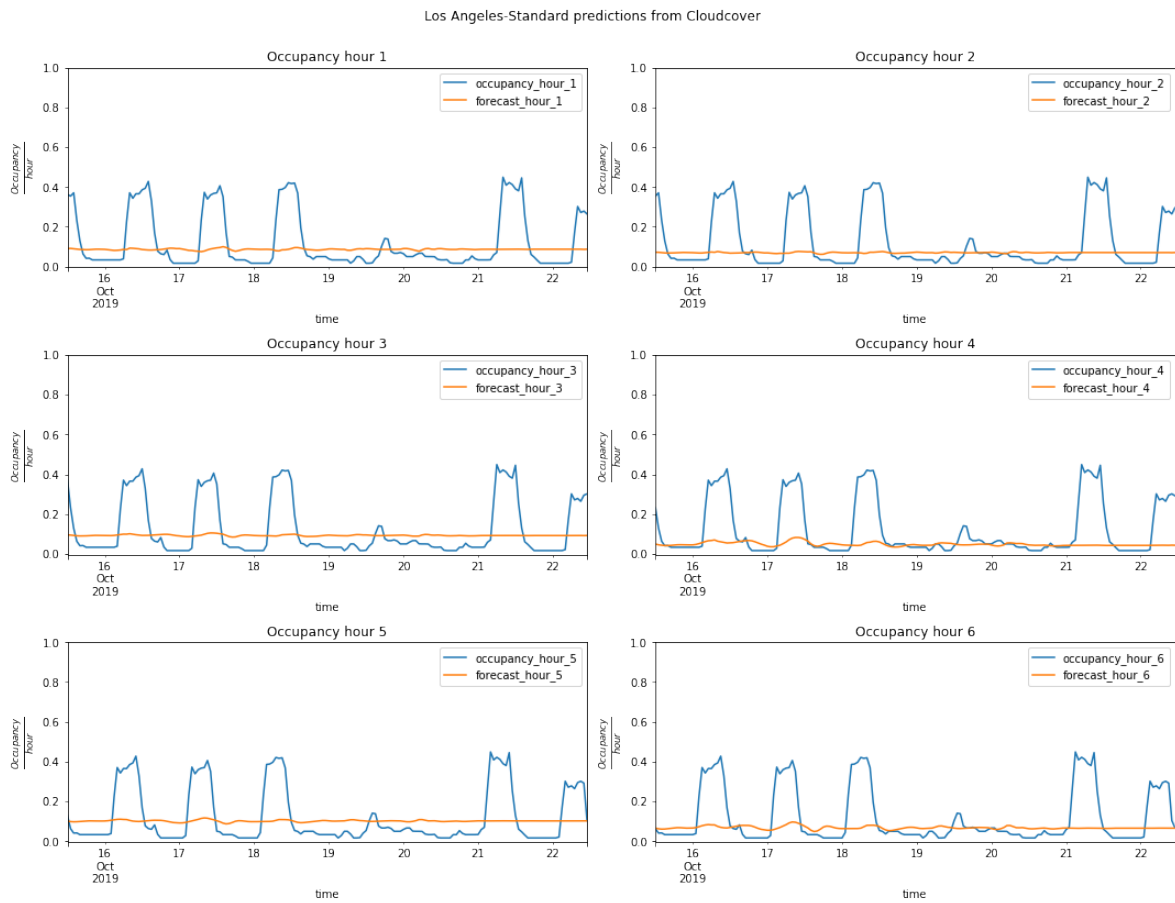 Los Angeles-Standard predictions from Cloudcover
Occupancy hour 1
1.0
0.8
0.6
0.4
0.2
0.0
Occupancy
hour
occupancy_hour_1
forecast_hour_1
16
17
18
19
20
21
22
Oct
2019
time
Occupancy hour 2
1.0
0.8
0.6
0.4
0.2
0.0
Occupancy
hour
occupancy_hour_2
forecast_hour_2
16
17
18
19
20
21
22
Oct
2019
time
Occupancy hour 3
1.0
0.8
0.6
0.4
0.2
0.0
Occupancy
hour
occupancy_hour_3
forecast_hour_3
16
17
18
19
20
21
22
Oct
2019
time
Occupancy hour 4
1.0
0.8
0.6
0.4
0.2
0.0
Occupancy
hour
occupancy_hour_4
forecast_hour_4
16
17
18
19
20
21
22
Oct
2019
time
Occupancy hour 5
1.0
0.8
0.6
0.4
0.2
0.0
Occupancy
hour
occupancy_hour_5
forecast_hour_5
16
17
18
19
20
21
22
Oct
2019
time
Occupancy hour 6
1.0
0.8
0.6
0.4
0.2
0.0
Occupancy
hour
occupancy_hour_6
forecast_hour_6
16
17
18
19
20
21
22
Oct
2019
time